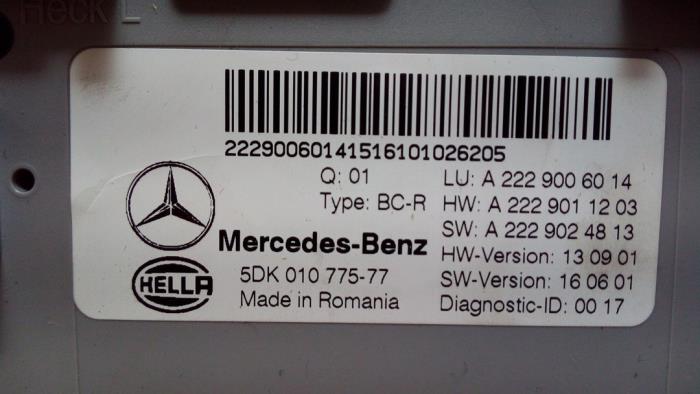 Heck L
22290060141516101026205
Q: 01
Type: BC-R
LU: A 222 900 60 14
HW: A 222 901 12 03
SW: A 222 902 48 13
HW-Version: 13 09 01
SW-Version: 16 06 01
Diagnostic-ID: 00 17
Mercedes-Benz
HELLA
5DK 010 775-77
Made in Romania